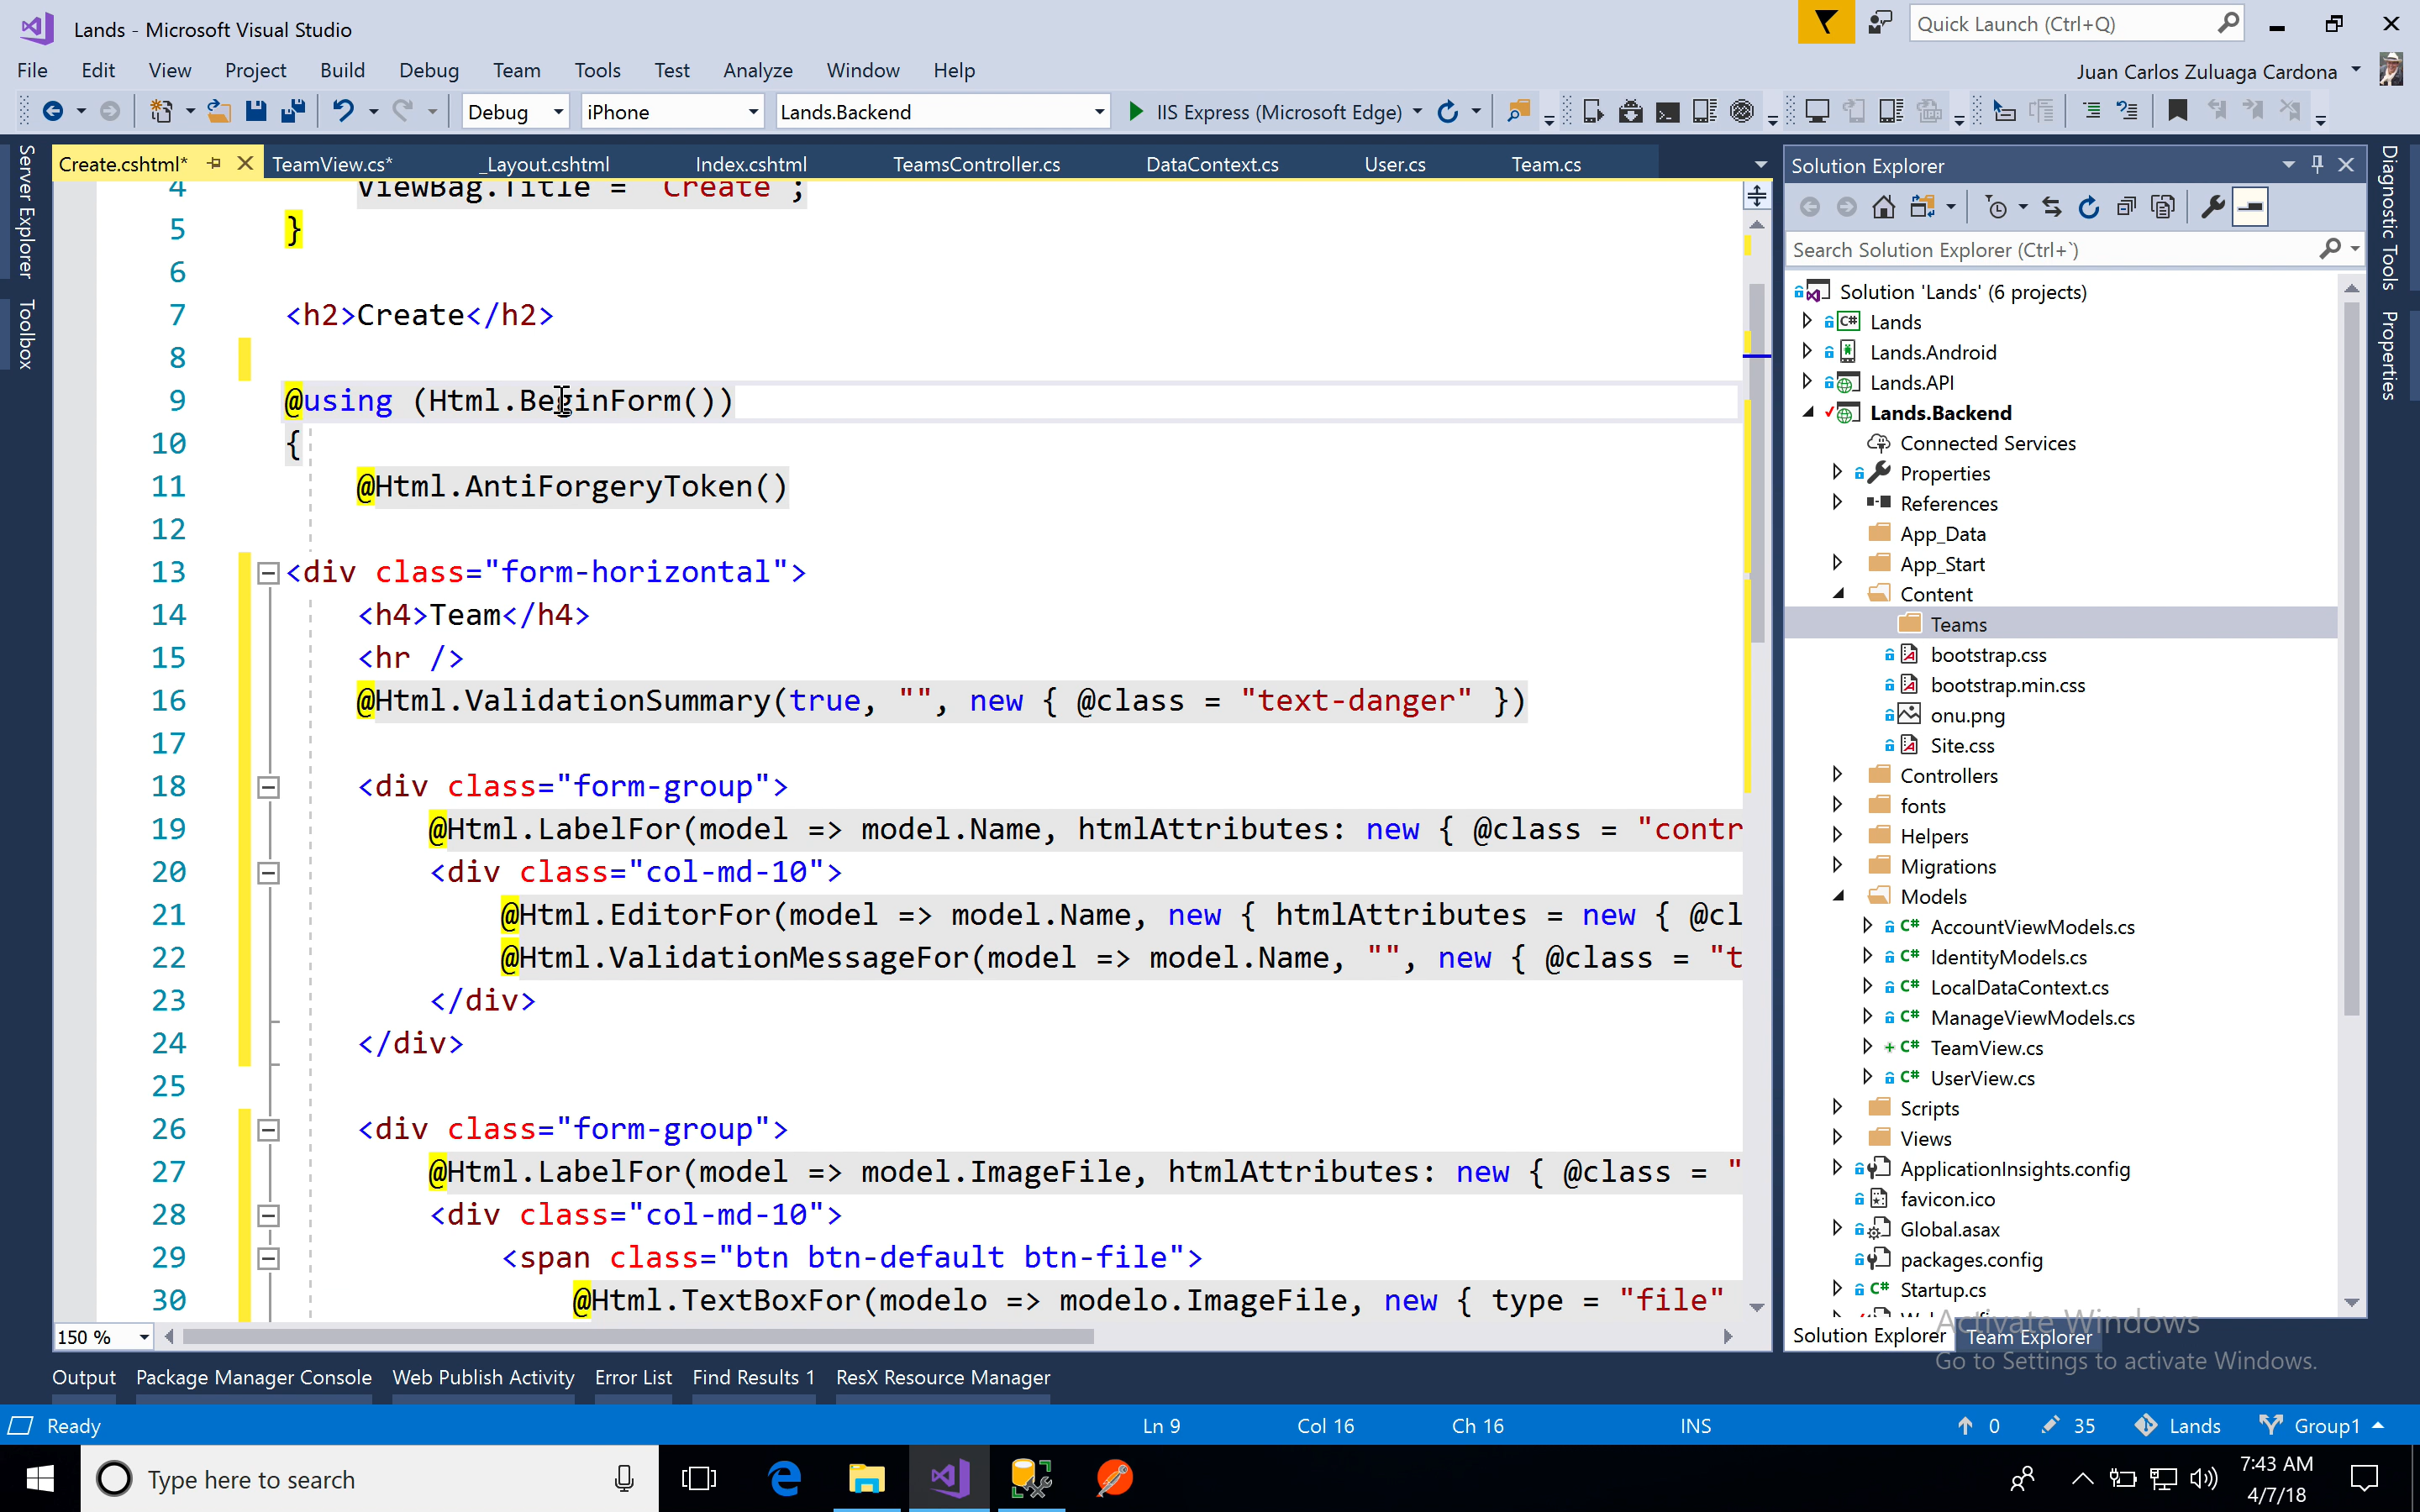 Lands - Microsoft Visual Studio
Quick Launch (Ctrl+Q)
File Edit View Project Build Debug Team Tools Test Analyze Window Help
Juan Carlos Zuluaga Cardona
Debug iPhone Lands.Backend IIS Express (Microsoft Edge)
Server Explorer
Toolbox
Create.cshtml* TeamView.cs* _Layout.cshtml Index.cshtml TeamsController.cs DataContext.cs User.cs Team.cs
4 ViewBag.Title = "Create";
5 }
6
7 <h2>Create</h2>
8
9 @using (Html.BeginForm())
10 {
11 @Html.AntiForgeryToken()
12
13 <div class="form-horizontal">
14 <h4>Team</h4>
15 <hr />
16 @Html.ValidationSummary(true, "", new { @class = "text-danger" })
17
18 <div class="form-group">
19 @Html.LabelFor(model => model.Name, htmlAttributes: new { @class = "contr
20 <div class="col-md-10">
21 @Html.EditorFor(model => model.Name, new { htmlAttributes = new { @cl
22 @Html.ValidationMessageFor(model => model.Name, "", new { @class = "t
23 </div>
24 </div>
25
26 <div class="form-group">
27 @Html.LabelFor(model => model.ImageFile, htmlAttributes: new { @class = "
28 <div class="col-md-10">
29 <span class="btn btn-default btn-file">
30 @Html.TextBoxFor(modelo => modelo.ImageFile, new { type = "file"
150 %
Solution Explorer
Search Solution Explorer (Ctrl+`)
Solution 'Lands' (6 projects)
C# Lands
Lands.Android
Lands.API
Lands.Backend
Connected Services
Properties
References
App_Data
App_Start
Content
Teams
bootstrap.css
bootstrap.min.css
onu.png
Site.css
Controllers
fonts
Helpers
Migrations
Models
C# AccountViewModels.cs
C# IdentityModels.cs
C# LocalDataContext.cs
C# ManageViewModels.cs
C# TeamView.cs
C# UserView.cs
Scripts
Views
ApplicationInsights.config
favicon.ico
Global.asax
packages.config
C# Startup.cs
Solution Explorer Team Explorer
Diagnostic Tools
Properties
Activate Windows
Go to Settings to activate Windows.
Output Package Manager Console Web Publish Activity Error List Find Results 1 ResX Resource Manager
Ready Ln 9 Col 16 Ch 16 INS 0 35 Lands Group1
Type here to search
7:43 AM
4/7/18